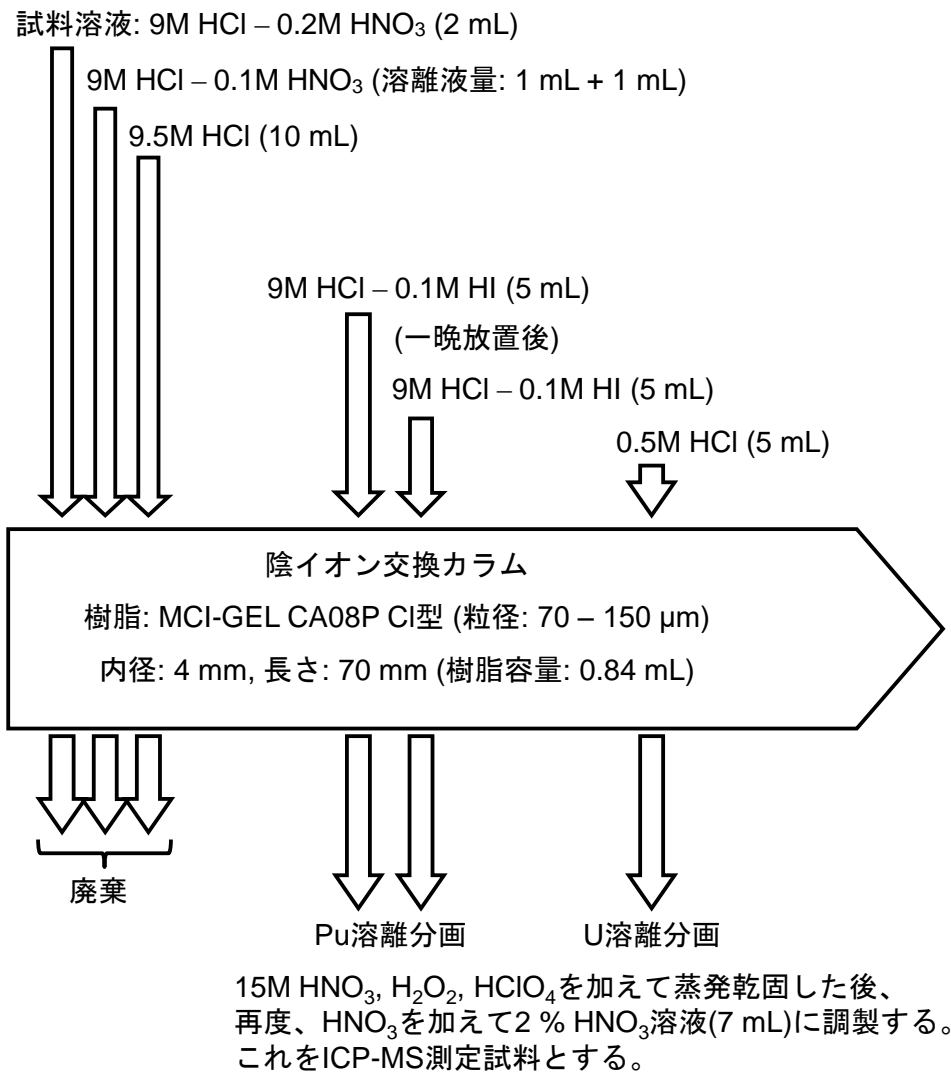 試料溶液: 9M HCl – 0.2M HNO₃ (2 mL)
9M HCl – 0.1M HNO₃ (溶離液量: 1 mL + 1 mL)
9.5M HCl (10 mL)
9M HCl – 0.1M HI (5 mL)
(一晩放置後)
9M HCl – 0.1M HI (5 mL)
0.5M HCl (5 mL)
陰イオン交換カラム
樹脂: MCI-GEL CA08P Cl型 (粒径: 70 – 150 μm)
内径: 4 mm, 長さ: 70 mm (樹脂容量: 0.84 mL)
廃棄
Pu溶離分画
U溶離分画
15M HNO₃, H₂O₂, HClO₄を加えて蒸発乾固した後、
再度、HNO₃を加えて2 % HNO₃溶液(7 mL)に調製する。
これをICP-MS測定試料とする。